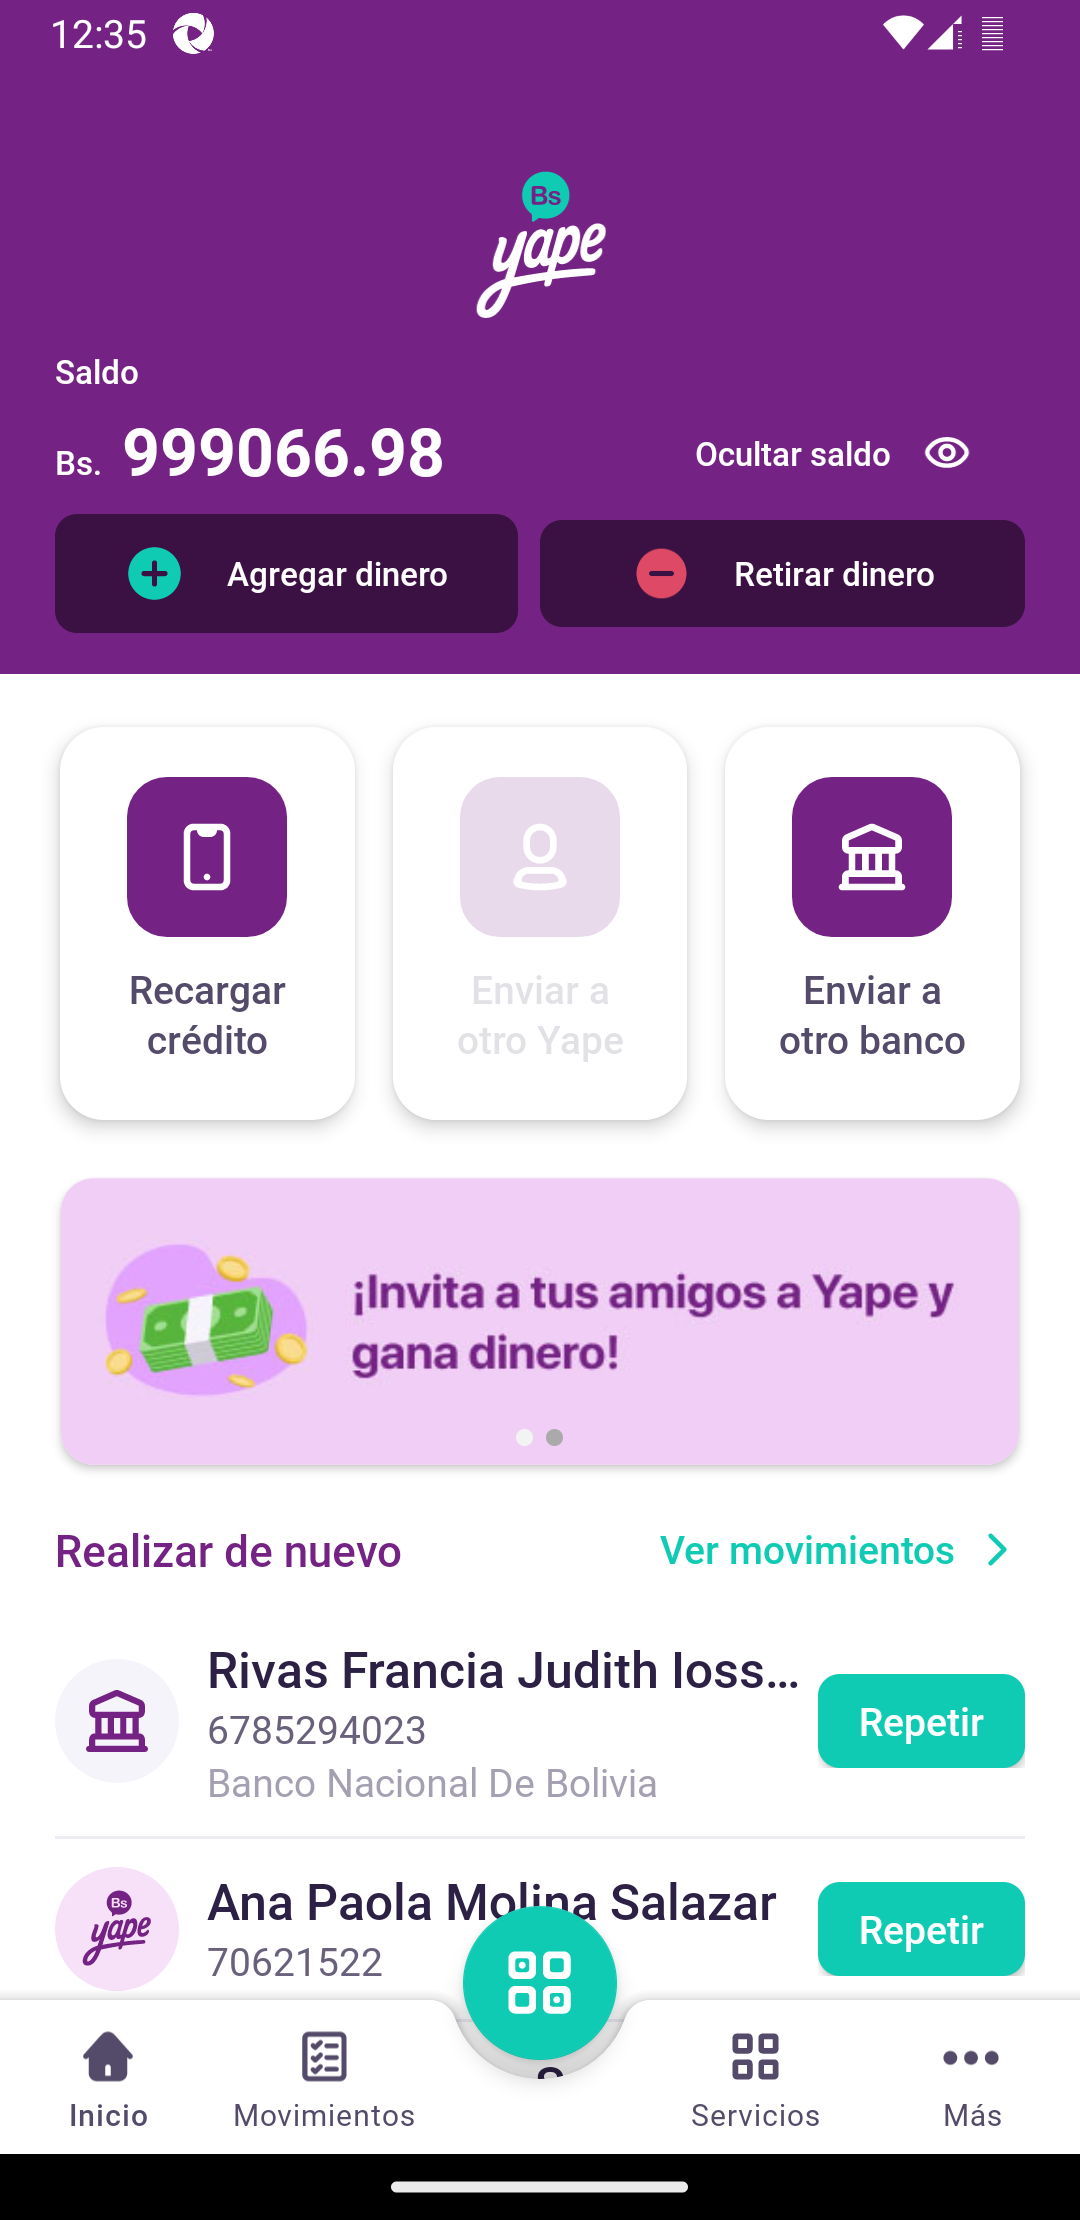 12:35
Bs
yape
Saldo
Bs. 999066.98
Ocultar saldo
Agregar dinero
Retirar dinero
Recargar
crédito
Enviar a
otro Yape
Enviar a
otro banco
¡Invita a tus amigos a Yape y
gana dinero!
Realizar de nuevo
Ver movimientos
Rivas Francia Judith Ioss...
6785294023
Banco Nacional De Bolivia
Repetir
Bs
yape
Ana Paola Molina Salazar
70621522
Repetir
Inicio
Movimientos
Servicios
Más